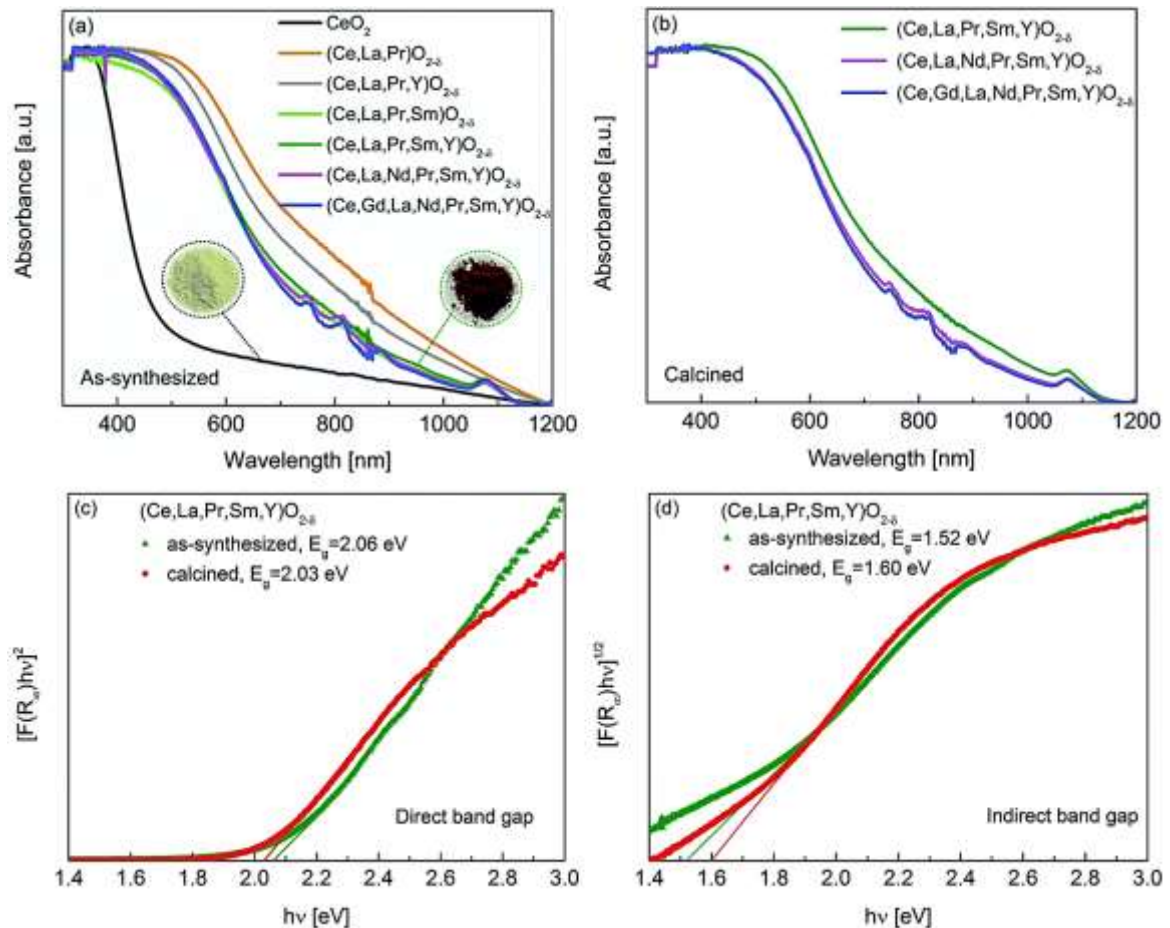 (a)
CeO₂
(Ce,La,Pr)O₂₋δ
(Ce,La,Pr,Y)O₂₋δ
(Ce,La,Pr,Sm)O₂₋δ
(Ce,La,Pr,Sm,Y)O₂₋δ
(Ce,La,Nd,Pr,Sm,Y)O₂₋δ
(Ce,Gd,La,Nd,Pr,Sm,Y)O₂₋δ
Absorbance [a.u.]
As-synthesized
400 600 800 1000 1200
Wavelength [nm]
(b)
(Ce,La,Pr,Sm,Y)O₂₋δ
(Ce,La,Nd,Pr,Sm,Y)O₂₋δ
(Ce,Gd,La,Nd,Pr,Sm,Y)O₂₋δ
Absorbance [a.u.]
Calcined
400 600 800 1000 1200
Wavelength [nm]
(c)
(Ce,La,Pr,Sm,Y)O₂₋δ
as-synthesized, E_g=2.06 eV
calcined, E_g=2.03 eV
[F(R∞)hν]²
Direct band gap
1.4 1.6 1.8 2.0 2.2 2.4 2.6 2.8 3.0
hν [eV]
(d)
(Ce,La,Pr,Sm,Y)O₂₋δ
as-synthesized, E_g=1.52 eV
calcined, E_g=1.60 eV
[F(R∞)hν]^1/2
Indirect band gap
1.4 1.6 1.8 2.0 2.2 2.4 2.6 2.8 3.0
hν [eV]